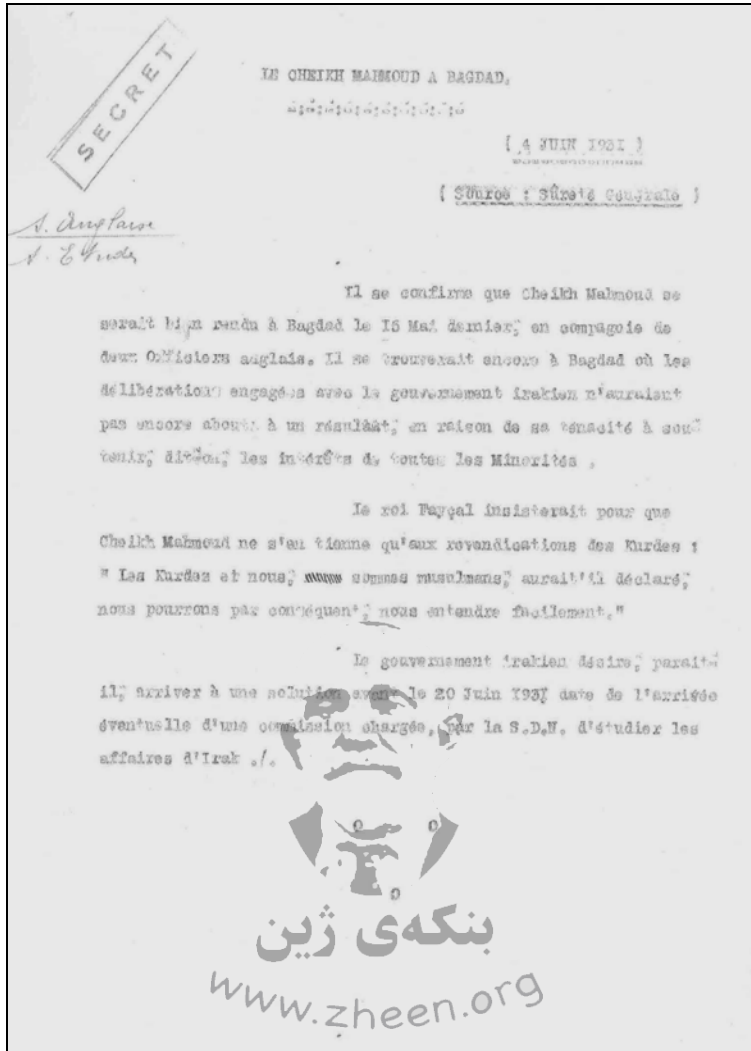 SECRET
LE CHEIKH MAHMOUD A BAGDAD.
( 4 JUIN 1931 )
( Source : Sûreté Générale )
S. Anglaise
S. Etudes
Il se confirme que Cheikh Mahmoud se
serait bien rendu à Bagdad le 15 Mai dernier, en compagnie de
deux Officiers anglais. Il se trouverait encore à Bagdad où les
délibérations engagées avec le gouvernement irakien n'auraient
pas encore abouti à un résultat, en raison de sa ténacité à sou-
tenir, dit-on, les intérêts de toutes les Minorités .
Le roi Fayçal insisterait pour que
Cheikh Mahmoud ne s'en tienne qu'aux revendications des Kurdes :
" Les Kurdes et nous, sommes musulmans, aurait'il déclaré,
nous pourrons par conséquent, nous entendre facilement."
Le gouvernement irakien désire, parait-
il, arriver à une solution avant le 20 Juin 1931 date de l'arrivée
éventuelle d'une commission chargée, par la S.D.N. d'étudier les
affaires d'Irak ./.
o o
o
بنکەی ژین
www.zheen.org